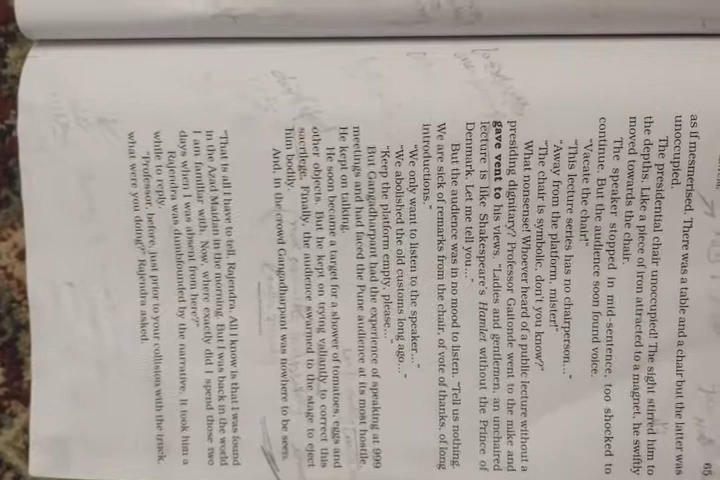 65
as if mesmerised. There was a table and a chair but the latter was
unoccupied.
The presidential chair unoccupied! The sight stirred him to
the depths. Like a piece of iron attracted to a magnet, he swiftly
moved towards the chair.
The speaker stopped in mid-sentence, too shocked to
continue. But the audience soon found voice.
"Vacate the chair!"
"This lecture series has no chairperson..."
"Away from the platform, mister!"
"The chair is symbolic, don't you know?"
What nonsense! Whoever heard of a public lecture without a
presiding dignitary? Professor Gaitonde went to the mike and
gave vent to his views. "Ladies and gentlemen, an unchaired
lecture is like Shakespeare's Hamlet without the Prince of
Denmark. Let me tell you..."
But the audience was in no mood to listen. "Tell us nothing.
We are sick of remarks from the chair, of vote of thanks, of long
introductions."
"We only want to listen to the speaker..."
"We abolished the old customs long ago..."
"Keep the platform empty, please..."
But Gangadharpant had the experience of speaking at 999
meetings and had faced the Pune audience at its most hostile.
He kept on talking.
He soon became a target for a shower of tomatoes, eggs and
other objects. But he kept on trying valiantly to correct this
sacrilege. Finally, the audience swarmed to the stage to eject
him bodily.
And, in the crowd Gangadharpant was nowhere to be seen.
"That is all I have to tell, Rajendra. All I know is that I was found
in the Azad Maidan in the morning. But I was back in the world
I am familiar with. Now, where exactly did I spend those two
days when I was absent from here?"
Rajendra was dumbfounded by the narrative. It took him a
while to reply.
"Professor, before, just prior to your collision with the truck,
what were you doing?" Rajendra asked.